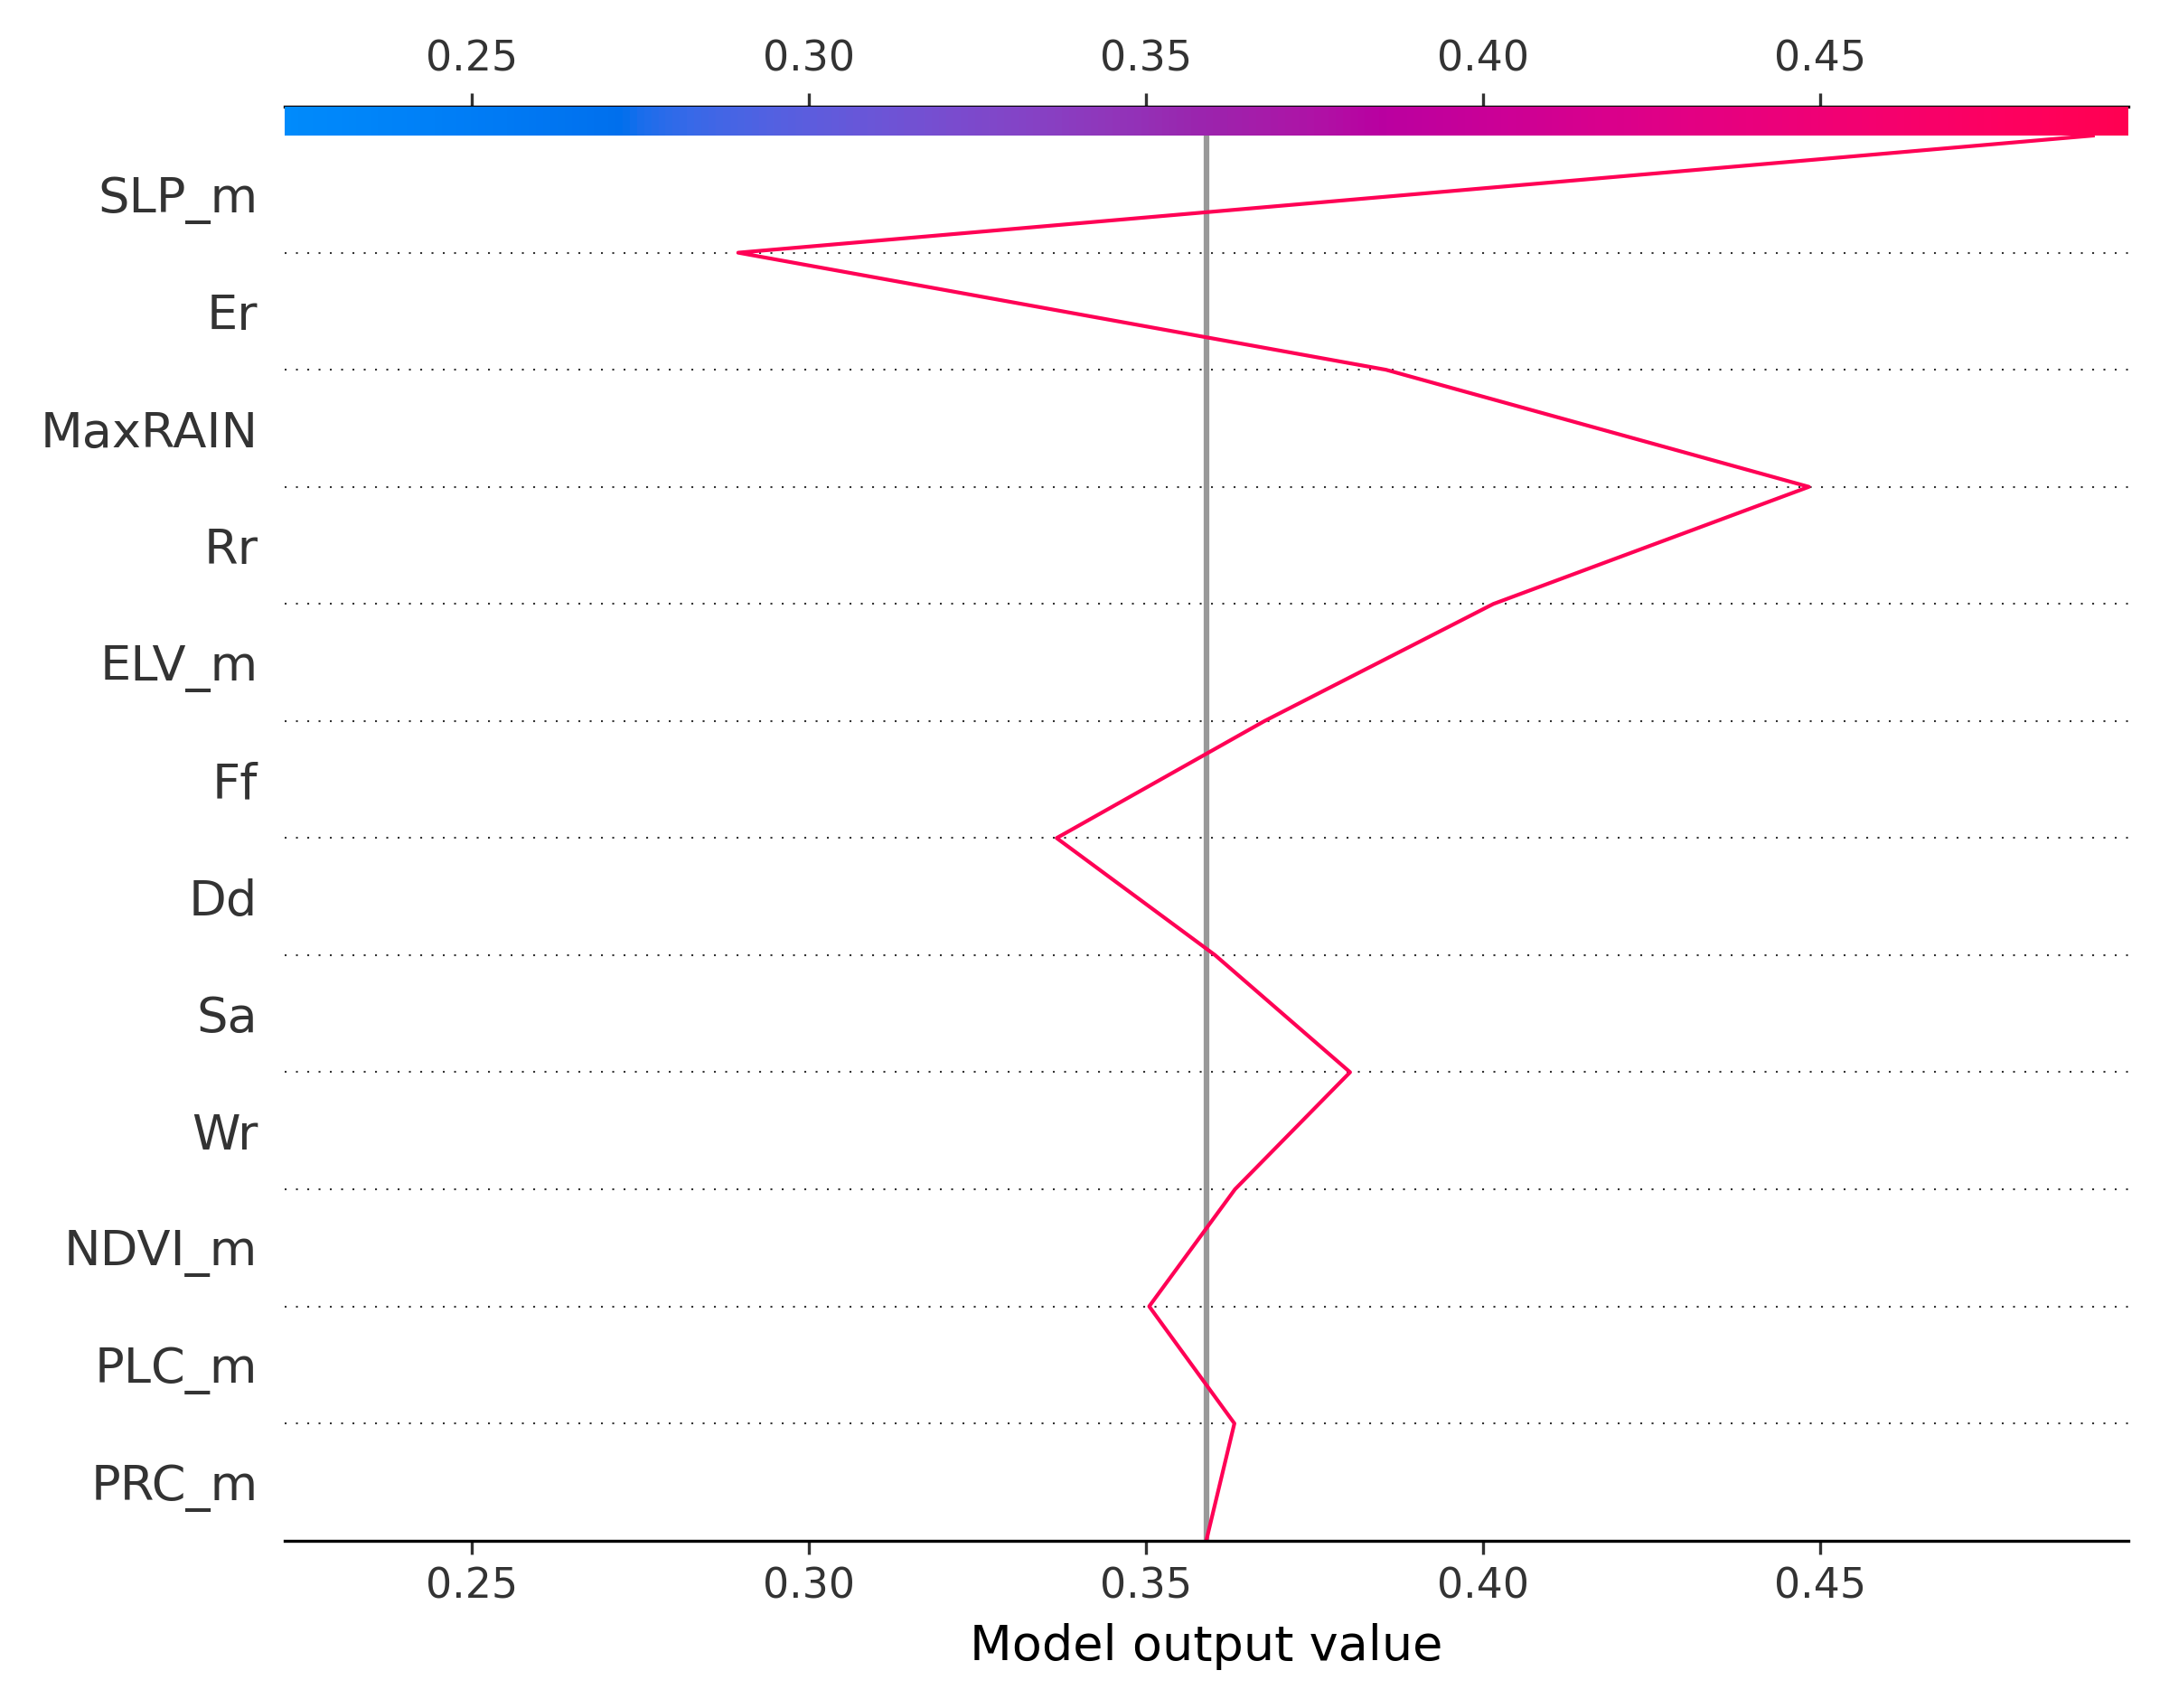 0.25 0.30 0.35 0.40 0.45
SLP_m
Er
MaxRAIN
Rr
ELV_m
Ff
Dd
Sa
Wr
NDVI_m
PLC_m
PRC_m
0.25 0.30 0.35 0.40 0.45
Model output value